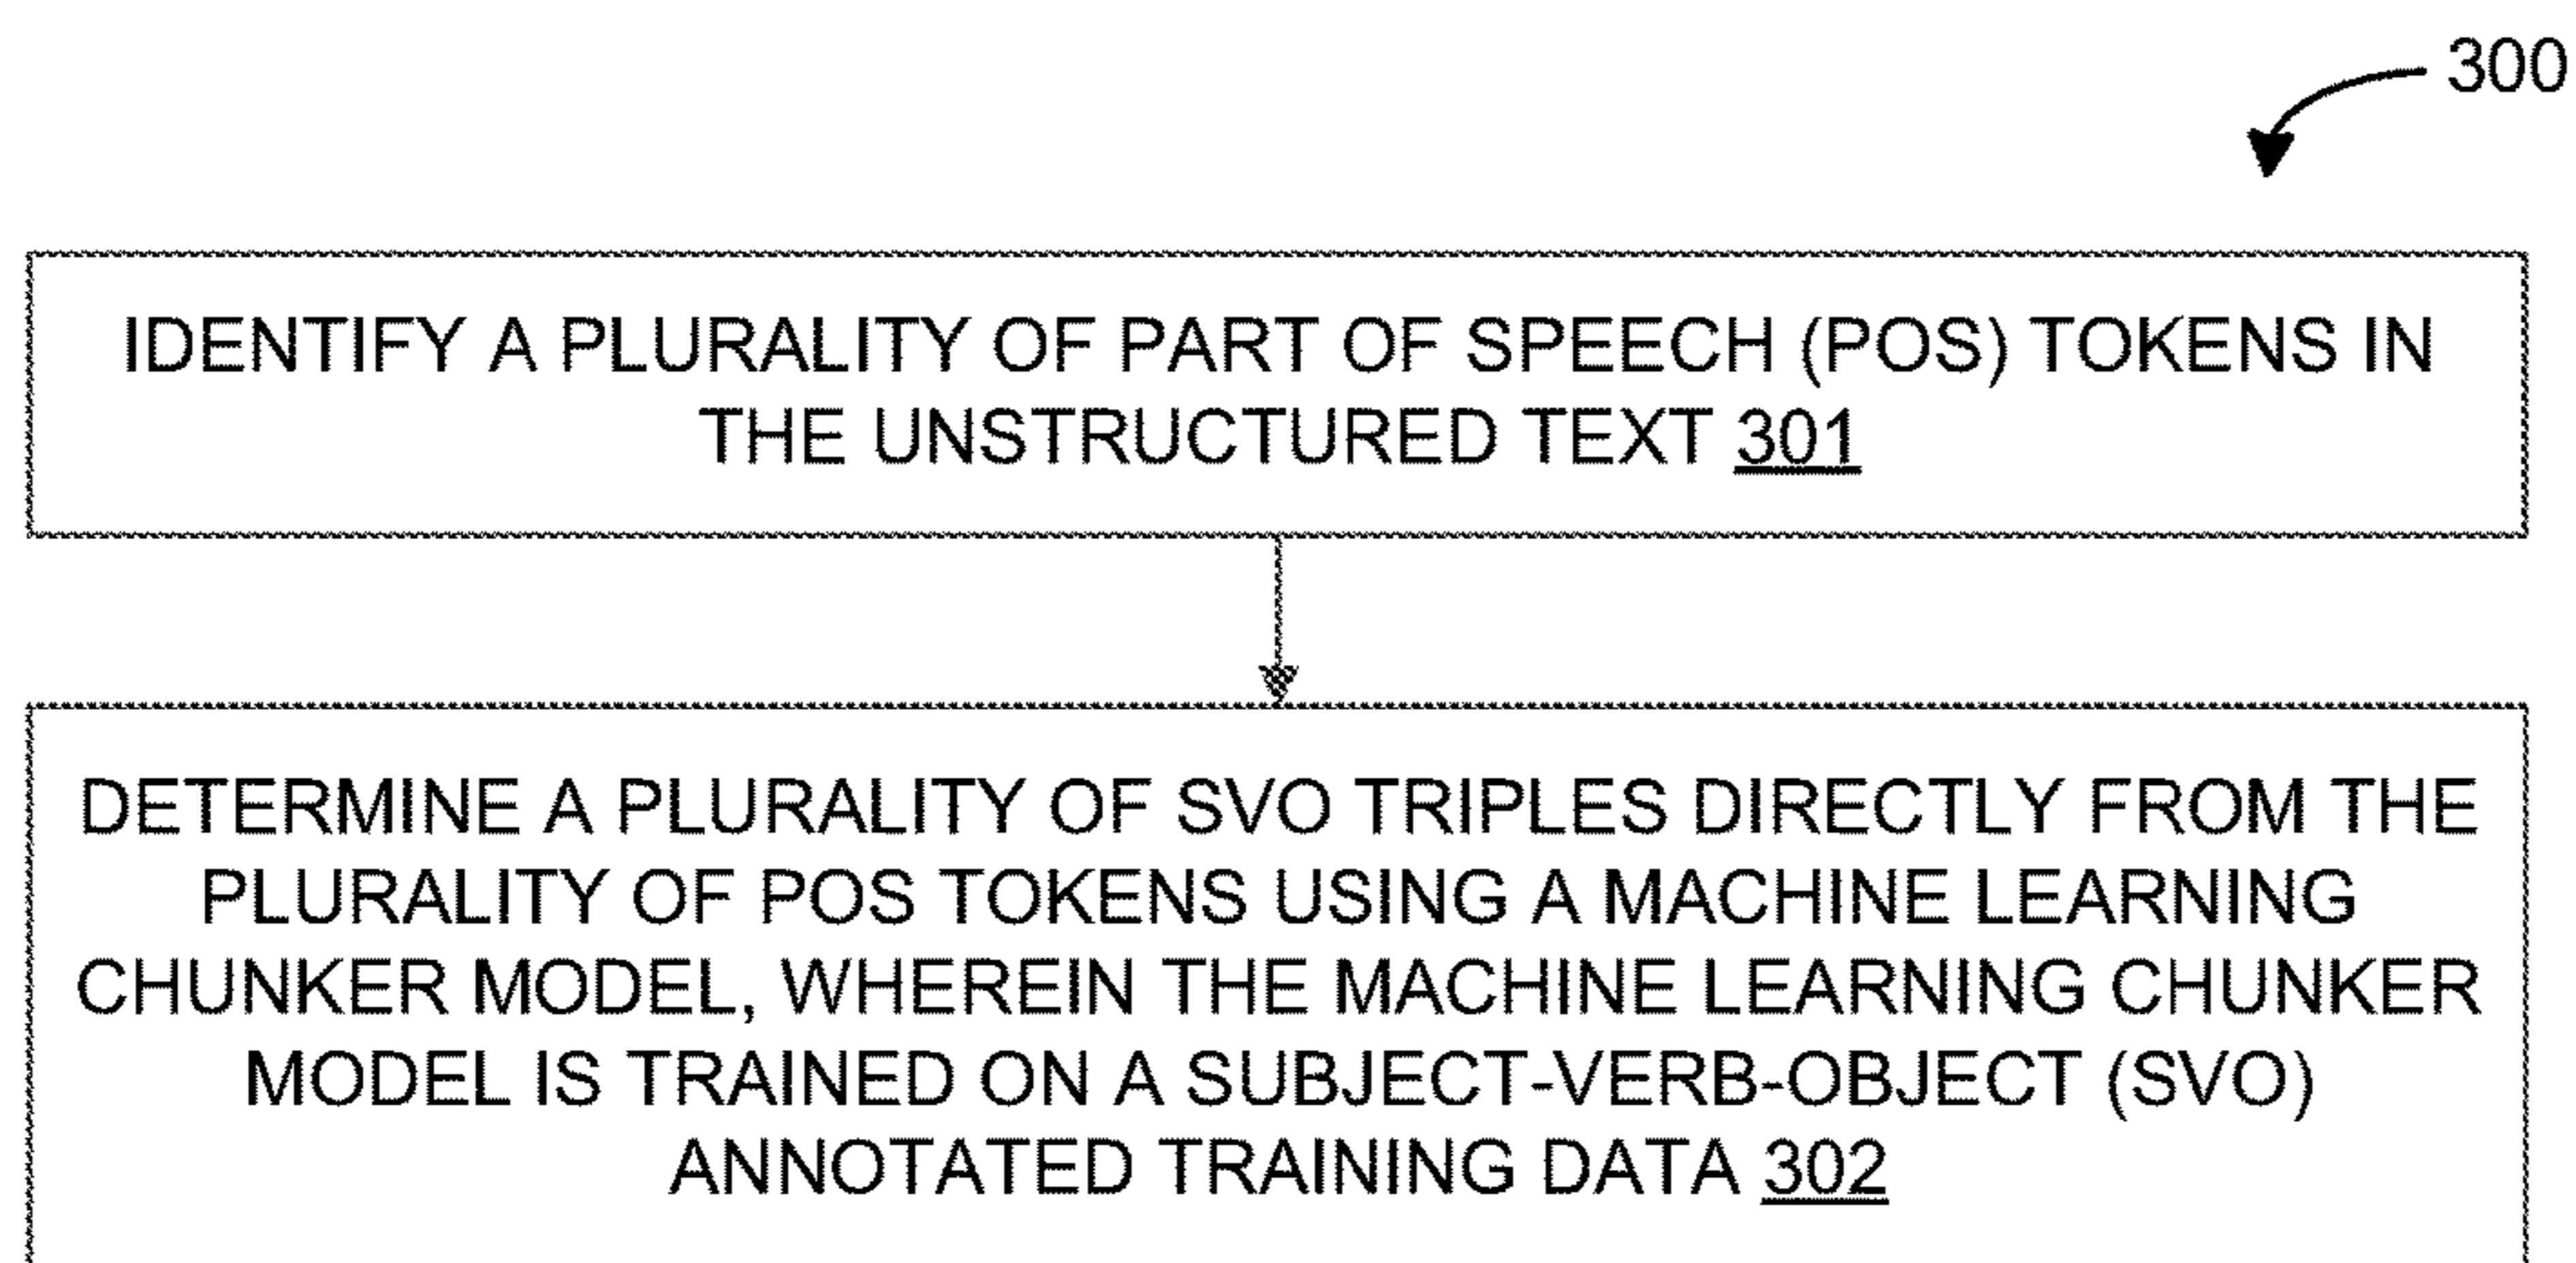 300
IDENTIFY A PLURALITY OF PART OF SPEECH (POS) TOKENS IN
THE UNSTRUCTURED TEXT 301
DETERMINE A PLURALITY OF SVO TRIPLES DIRECTLY FROM THE
PLURALITY OF POS TOKENS USING A MACHINE LEARNING
CHUNKER MODEL, WHEREIN THE MACHINE LEARNING CHUNKER
MODEL IS TRAINED ON A SUBJECT-VERB-OBJECT (SVO)
ANNOTATED TRAINING DATA 302